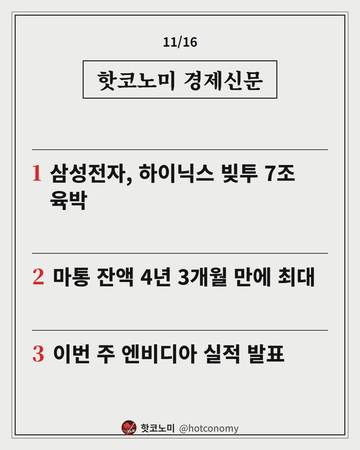 11/16
핫코노미 경제신문
1 삼성전자, 하이닉스 빚투 7조
육박
2 마통 잔액 4년 3개월 만에 최대
3 이번 주 엔비디아 실적 발표
핫코노미 @hotconomy